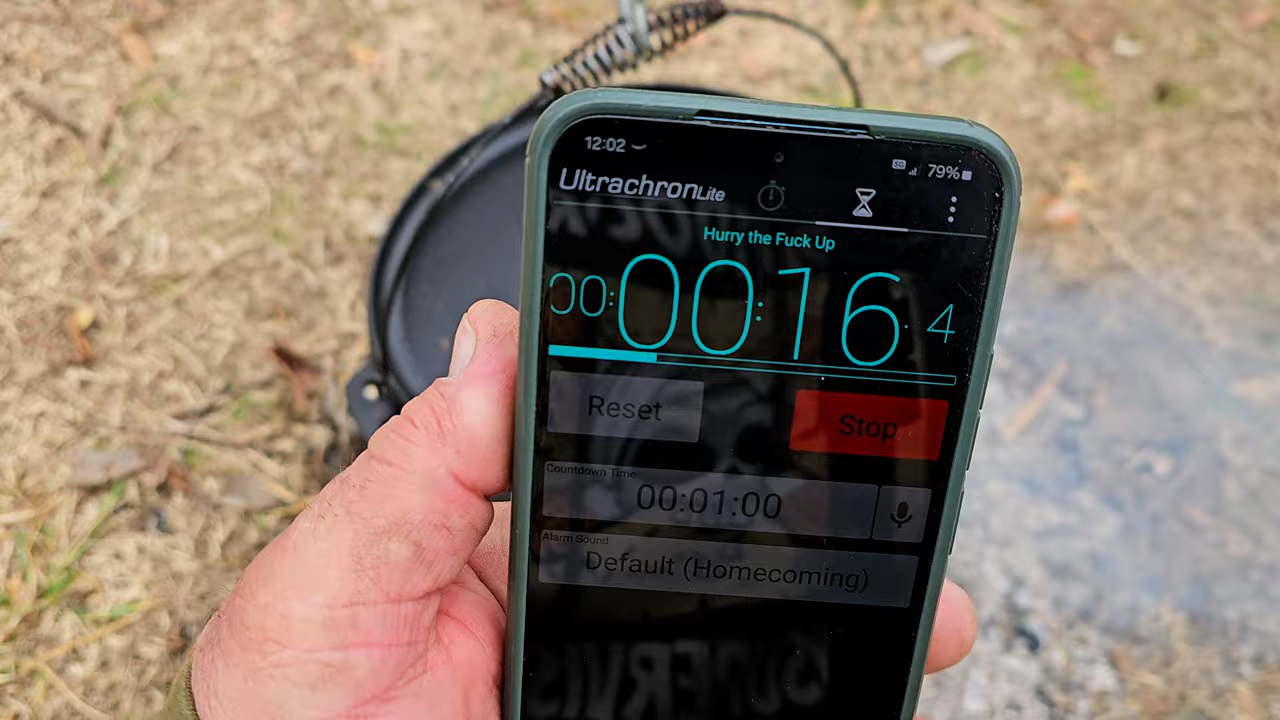 12:02
5G 79%
UltrachronLite
Hurry the Fuck Up
00:00:16.4
Reset Stop
Countdown Time
00:01:00
Alarm Sound
Default (Homecoming)